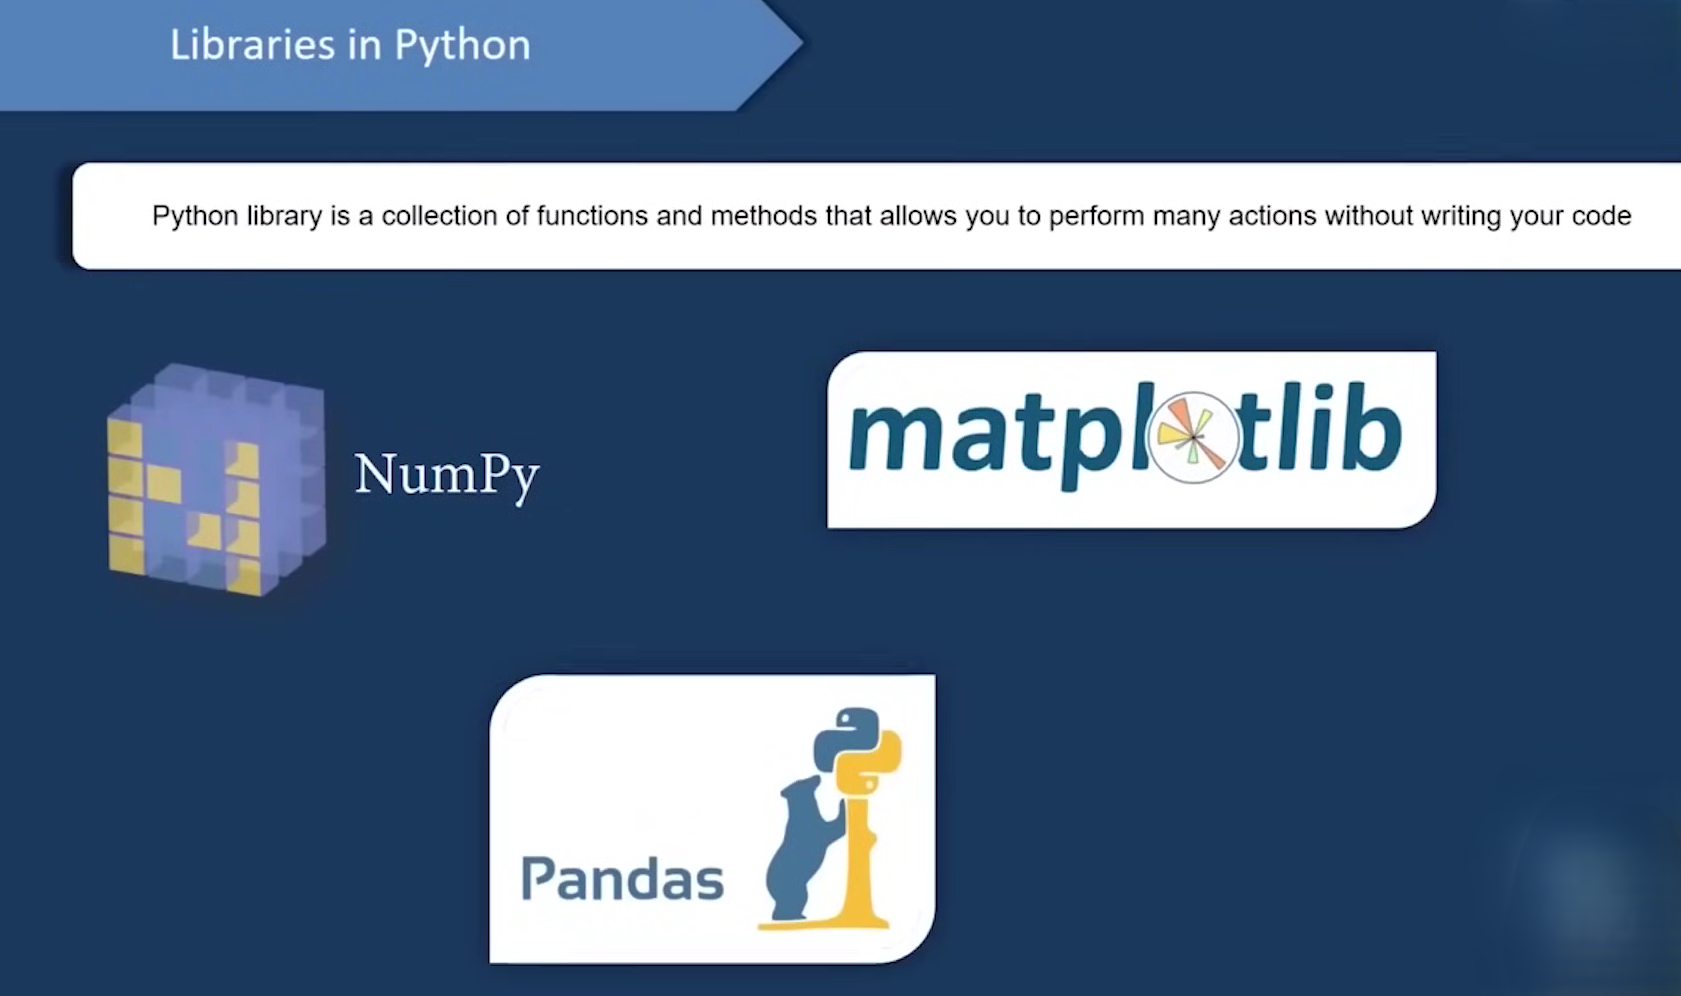 Libraries in Python
Python library is a collection of functions and methods that allows you to perform many actions without writing your code
NumPy
matplotlib
Pandas